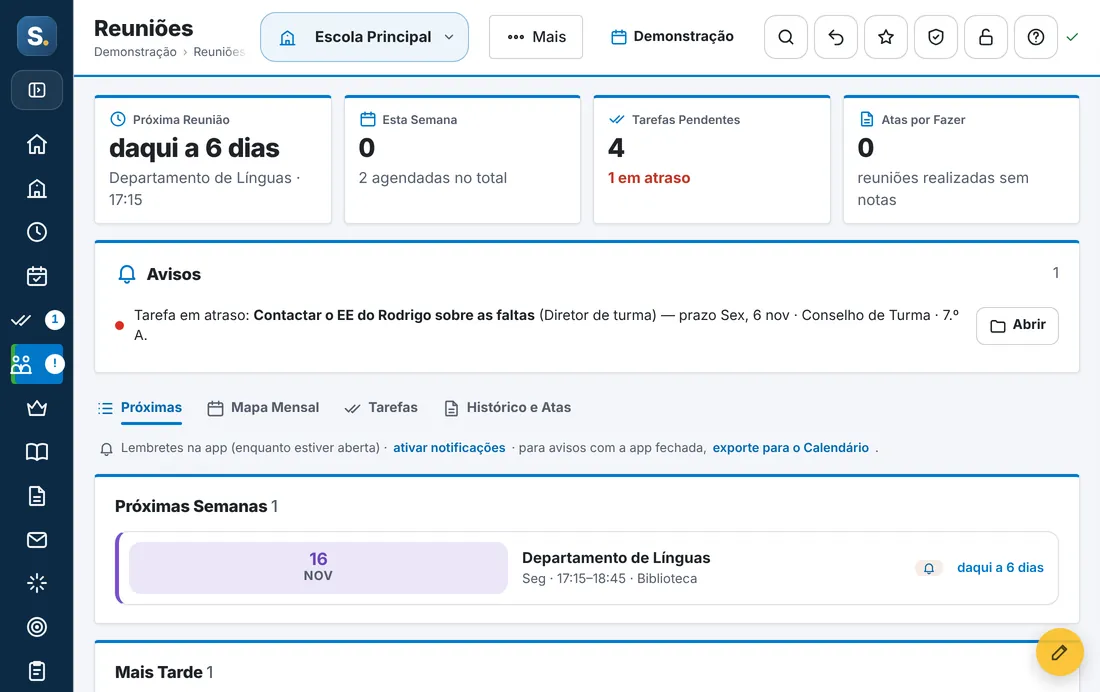 S.
Reuniões
Demonstração › Reuniões
Escola Principal
Mais
Demonstração
Próxima Reunião
daqui a 6 dias
Departamento de Línguas ·
17:15
Esta Semana
0
2 agendadas no total
Tarefas Pendentes
4
1 em atraso
Atas por Fazer
0
reuniões realizadas sem
notas
Avisos
1
Tarefa em atraso: Contactar o EE do Rodrigo sobre as faltas (Diretor de turma) — prazo Sex, 6 nov · Conselho de Turma · 7.º
A.
Abrir
1
!
Próximas
Mapa Mensal
Tarefas
Histórico e Atas
Lembretes na app (enquanto estiver aberta) · ativar notificações · para avisos com a app fechada, exporte para o Calendário .
Próximas Semanas 1
16
NOV
Departamento de Línguas
Seg · 17:15–18:45 · Biblioteca
daqui a 6 dias
Mais Tarde 1